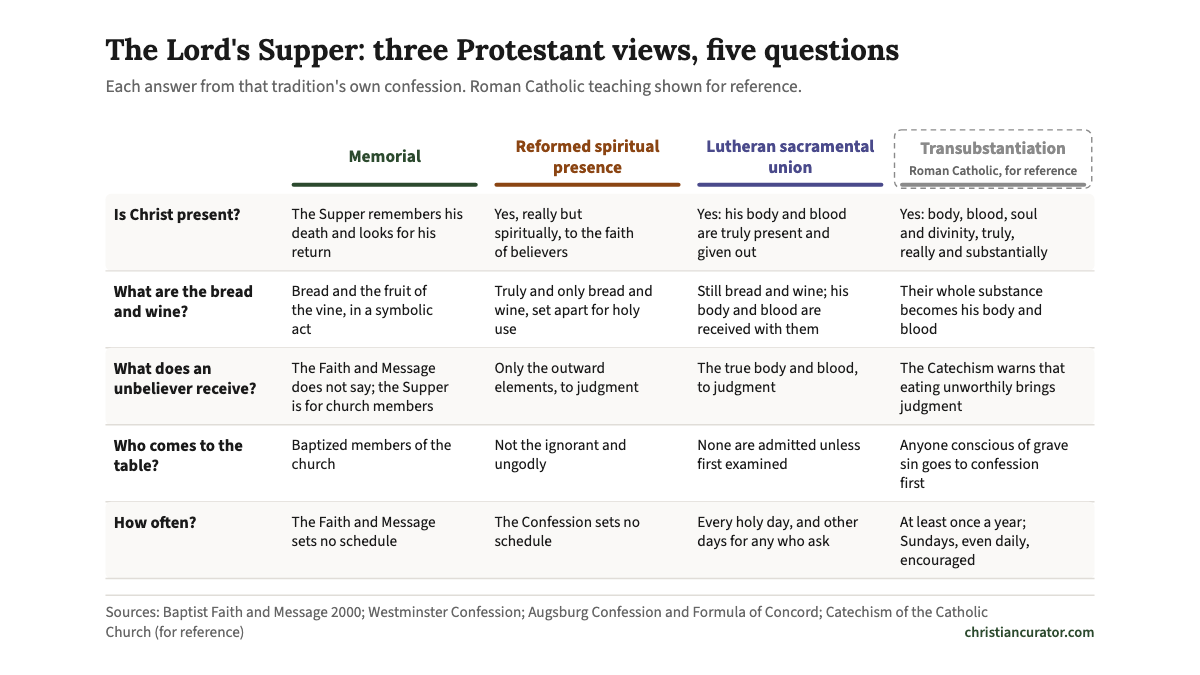 The Lord's Supper: three Protestant views, five questions
Each answer from that tradition's own confession. Roman Catholic teaching shown for reference.
Memorial
Reformed spiritual
presence
Lutheran sacramental
union
Transubstantiation
Roman Catholic, for reference
Is Christ present?
The Supper remembers his
death and looks for his
return
Yes, really but
spiritually, to the faith
of believers
Yes: his body and blood
are truly present and
given out
Yes: body, blood, soul
and divinity, truly,
really and substantially
What are the bread
and wine?
Bread and the fruit of
the vine, in a symbolic
act
Truly and only bread and
wine, set apart for holy
use
Still bread and wine; his
body and blood are
received with them
Their whole substance
becomes his body and
blood
What does an
unbeliever receive?
The Faith and Message
does not say; the Supper
is for church members
Only the outward
elements, to judgment
The true body and blood,
to judgment
The Catechism warns that
eating unworthily brings
judgment
Who comes to the
table?
Baptized members of the
church
Not the ignorant and
ungodly
None are admitted unless
first examined
Anyone conscious of grave
sin goes to confession
first
How often?
The Faith and Message
sets no schedule
The Confession sets no
schedule
Every holy day, and other
days for any who ask
At least once a year;
Sundays, even daily,
encouraged
Sources: Baptist Faith and Message 2000; Westminster Confession; Augsburg Confession and Formula of Concord; Catechism of the Catholic
Church (for reference)
christiancurator.com